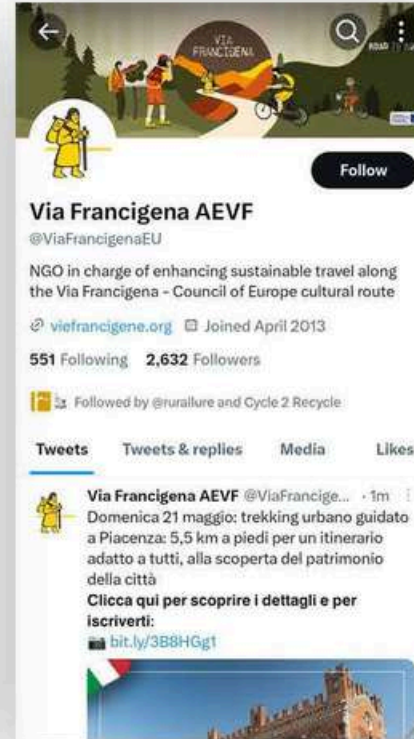 VIA
FRANCIGENA
ROAD TO
Follow
Via Francigena AEVF
@ViaFrancigenaEU
NGO in charge of enhancing sustainable travel along
the Via Francigena - Council of Europe cultural route
viefrancigene.org Joined April 2013
551 Following 2,632 Followers
Followed by @rurallure and Cycle 2 Recycle
Tweets Tweets & replies Media Likes
Via Francigena AEVF @ViaFrancige... · 1m
Domenica 21 maggio: trekking urbano guidato
a Piacenza: 5,5 km a piedi per un itinerario
adatto a tutti, alla scoperta del patrimonio
della città
Clicca qui per scoprire i dettagli e per
iscriverti:
bit.ly/3B8HGg1